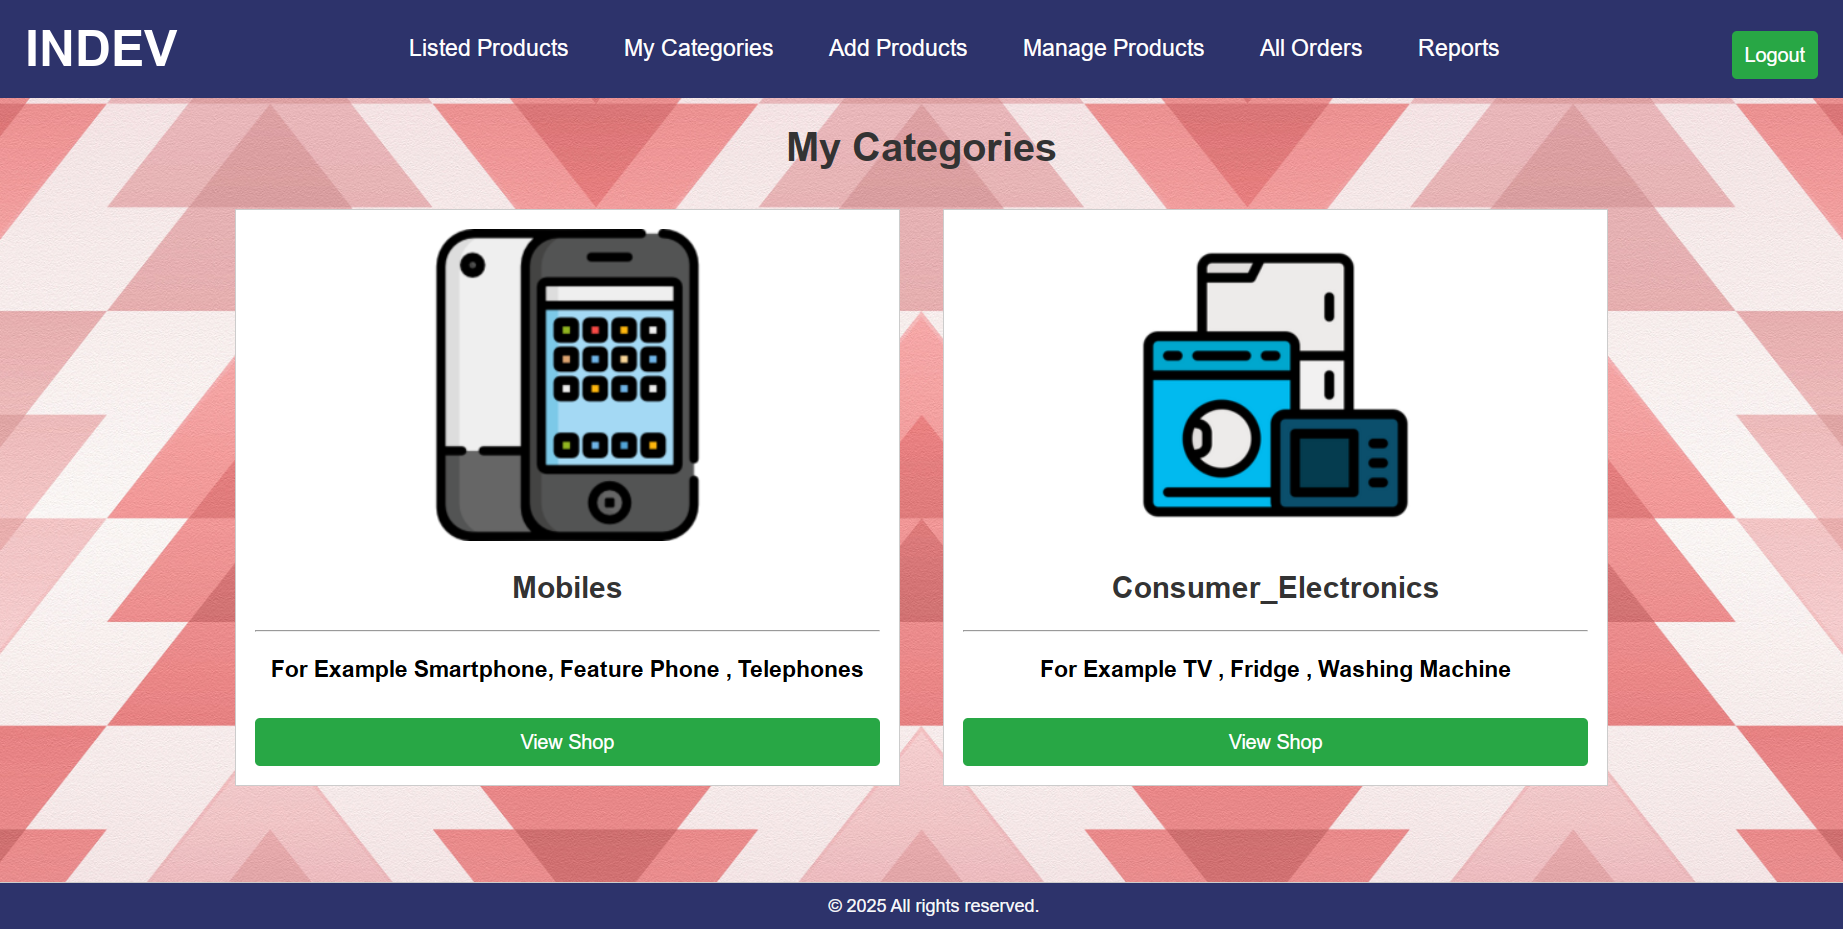 INDEV
Listed Products
My Categories
Add Products
Manage Products
All Orders
Reports
Logout
My Categories
Mobiles
For Example Smartphone, Feature Phone , Telephones
View Shop
Consumer_Electronics
For Example TV , Fridge , Washing Machine
View Shop
© 2025 All rights reserved.